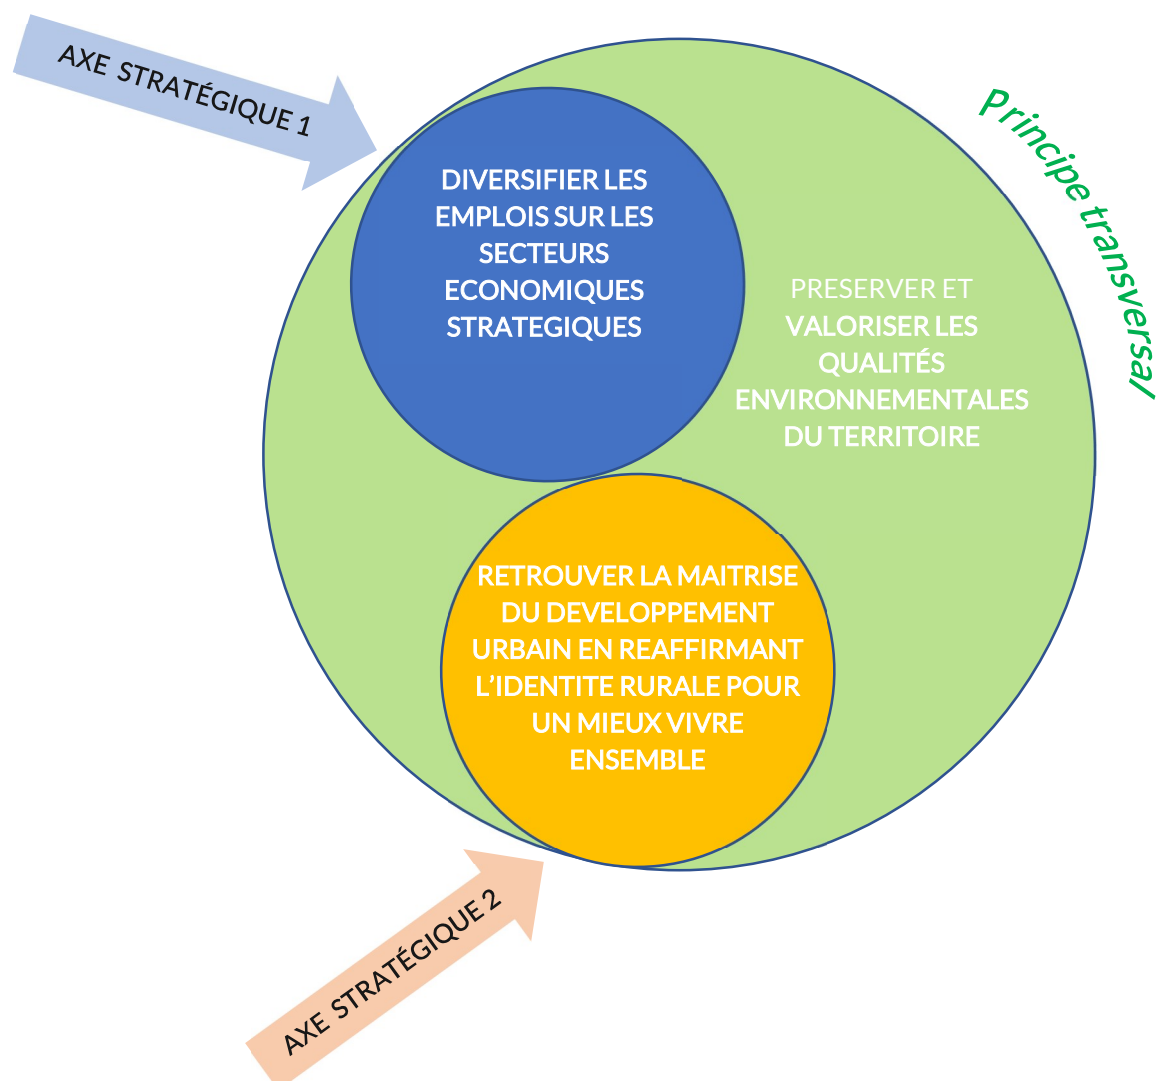 AXE STRATÉGIQUE 1
DIVERSIFIER LES
EMPLOIS SUR LES
SECTEURS
ECONOMIQUES
STRATEGIQUES
Principe transversal
PRESERVER ET
VALORISER LES
QUALITÉS
ENVIRONNEMENTALES
DU TERRITOIRE
RETROUVER LA MAITRISE
DU DEVELOPPEMENT
URBAIN EN REAFFIRMANT
L’IDENTITE RURALE POUR
UN MIEUX VIVRE
ENSEMBLE
AXE STRATÉGIQUE 2